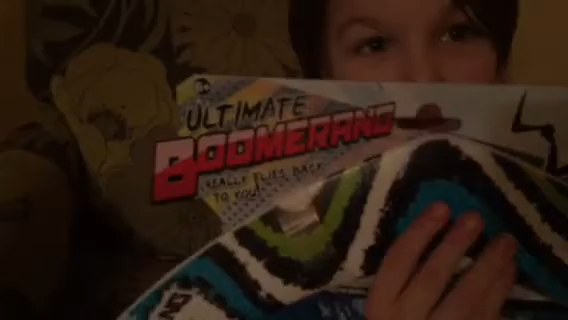 ULTIMATE
BOOMERANG
REALLY FLIES BACK
TO YOU!